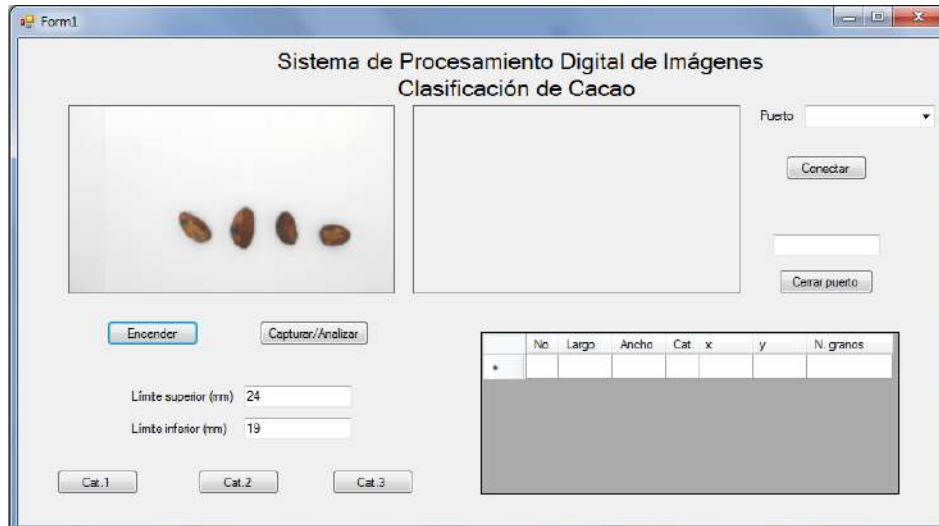 Form1
Sistema de Procesamiento Digital de Imágenes
Clasificación de Cacao
Puerto
Conectar
Cerrar puerto
Encender
Capturar/Analizar
No Largo Ancho Cat. x y N. granos
*
Límite superior (mm) 24
Límite inferior (mm) 19
Cat.1 Cat.2 Cat.3